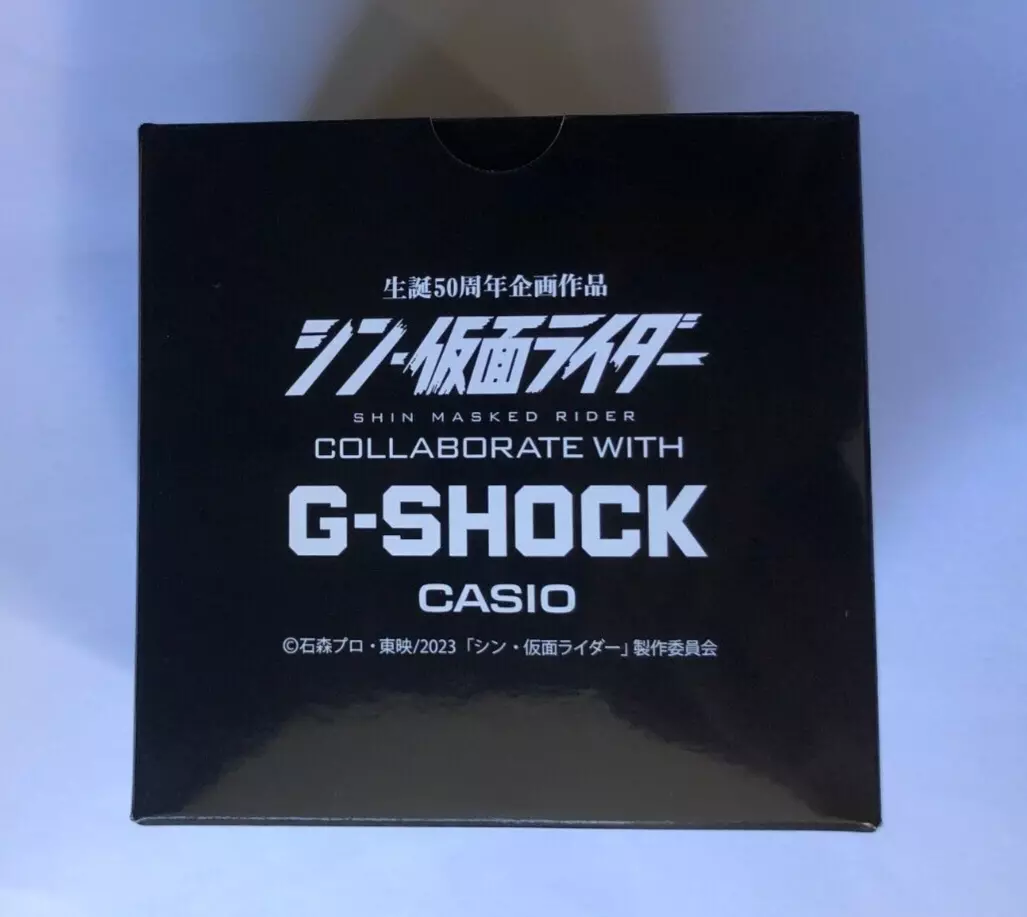 生誕50周年企画作品
シン・仮面ライダー
SHIN MASKED RIDER
COLLABORATE WITH
G-SHOCK
CASIO
©石森プロ・東映/2023「シン・仮面ライダー」製作委員会